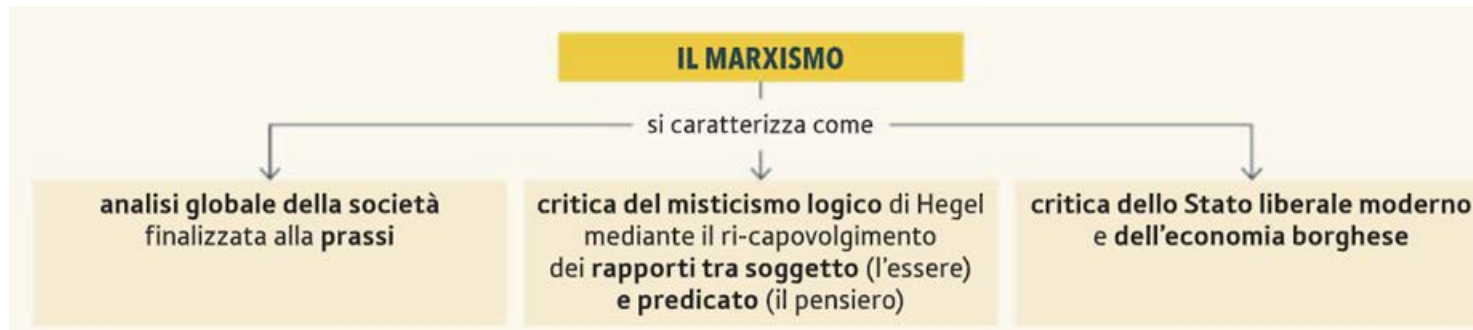 IL MARXISMO
si caratterizza come
analisi globale della società
finalizzata alla prassi
critica del misticismo logico di Hegel
mediante il ri-capovolgimento
dei rapporti tra soggetto (l'essere)
e predicato (il pensiero)
critica dello Stato liberale moderno
e dell'economia borghese